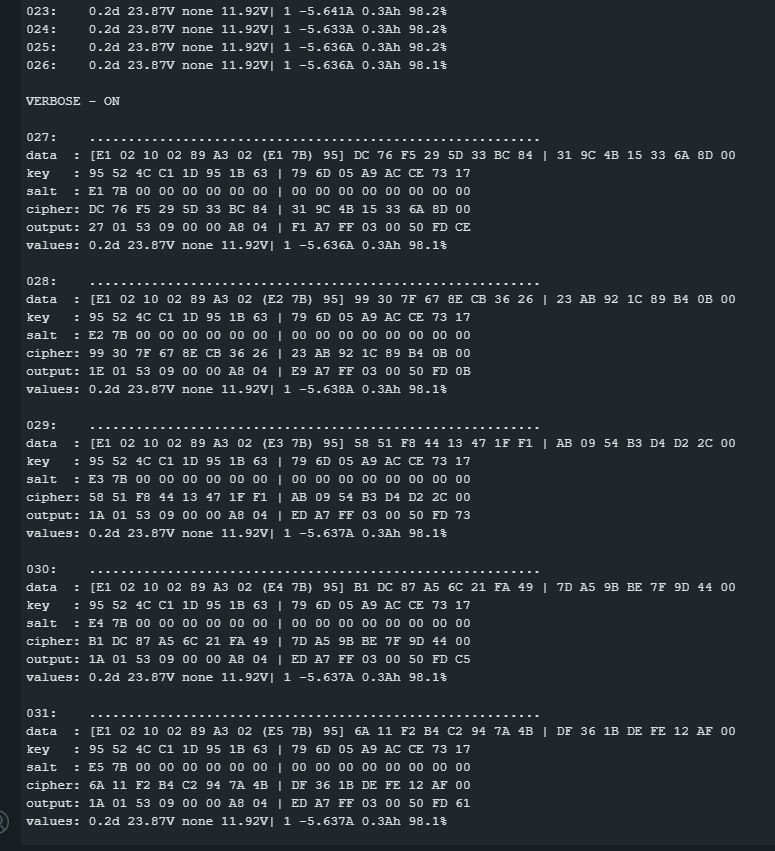 023:    0.2d 23.87V none 11.92V| 1 -5.641A 0.3Ah 98.2%
024:    0.2d 23.87V none 11.92V| 1 -5.633A 0.3Ah 98.2%
025:    0.2d 23.87V none 11.92V| 1 -5.636A 0.3Ah 98.2%
026:    0.2d 23.87V none 11.92V| 1 -5.636A 0.3Ah 98.1%
VERBOSE - ON
027:    ..........................................................
data  : [E1 02 10 02 89 A3 02 (E1 7B) 95] DC 76 F5 29 5D 33 BC 84 | 31 9C 4B 15 33 6A 8D 00
key   : 95 52 4C C1 1D 95 1B 63 | 79 6D 05 A9 AC CE 73 17
salt  : E1 7B 00 00 00 00 00 00 | 00 00 00 00 00 00 00 00
cipher: DC 76 F5 29 5D 33 BC 84 | 31 9C 4B 15 33 6A 8D 00
output: 27 01 53 09 00 00 A8 04 | F1 A7 FF 03 00 50 FD CE
values: 0.2d 23.87V none 11.92V| 1 -5.636A 0.3Ah 98.1%
028:    ..........................................................
data  : [E1 02 10 02 89 A3 02 (E2 7B) 95] 99 30 7F 67 8E CB 36 26 | 23 AB 92 1C 89 B4 0B 00
key   : 95 52 4C C1 1D 95 1B 63 | 79 6D 05 A9 AC CE 73 17
salt  : E2 7B 00 00 00 00 00 00 | 00 00 00 00 00 00 00 00
cipher: 99 30 7F 67 8E CB 36 26 | 23 AB 92 1C 89 B4 0B 00
output: 1E 01 53 09 00 00 A8 04 | E9 A7 FF 03 00 50 FD 0B
values: 0.2d 23.87V none 11.92V| 1 -5.638A 0.3Ah 98.1%
029:    ..........................................................
data  : [E1 02 10 02 89 A3 02 (E3 7B) 95] 58 51 F8 44 13 47 1F F1 | AB 09 54 B3 D4 D2 2C 00
key   : 95 52 4C C1 1D 95 1B 63 | 79 6D 05 A9 AC CE 73 17
salt  : E3 7B 00 00 00 00 00 00 | 00 00 00 00 00 00 00 00
cipher: 58 51 F8 44 13 47 1F F1 | AB 09 54 B3 D4 D2 2C 00
output: 1A 01 53 09 00 00 A8 04 | ED A7 FF 03 00 50 FD 73
values: 0.2d 23.87V none 11.92V| 1 -5.637A 0.3Ah 98.1%
030:    ..........................................................
data  : [E1 02 10 02 89 A3 02 (E4 7B) 95] B1 DC 87 A5 6C 21 FA 49 | 7D A5 9B BE 7F 9D 44 00
key   : 95 52 4C C1 1D 95 1B 63 | 79 6D 05 A9 AC CE 73 17
salt  : E4 7B 00 00 00 00 00 00 | 00 00 00 00 00 00 00 00
cipher: B1 DC 87 A5 6C 21 FA 49 | 7D A5 9B BE 7F 9D 44 00
output: 1A 01 53 09 00 00 A8 04 | ED A7 FF 03 00 50 FD C5
values: 0.2d 23.87V none 11.92V| 1 -5.637A 0.3Ah 98.1%
031:    ..........................................................
data  : [E1 02 10 02 89 A3 02 (E5 7B) 95] 6A 11 F2 B4 C2 94 7A 4B | DF 36 1B DE FE 12 AF 00
key   : 95 52 4C C1 1D 95 1B 63 | 79 6D 05 A9 AC CE 73 17
salt  : E5 7B 00 00 00 00 00 00 | 00 00 00 00 00 00 00 00
cipher: 6A 11 F2 B4 C2 94 7A 4B | DF 36 1B DE FE 12 AF 00
output: 1A 01 53 09 00 00 A8 04 | ED A7 FF 03 00 50 FD 61
values: 0.2d 23.87V none 11.92V| 1 -5.637A 0.3Ah 98.1%